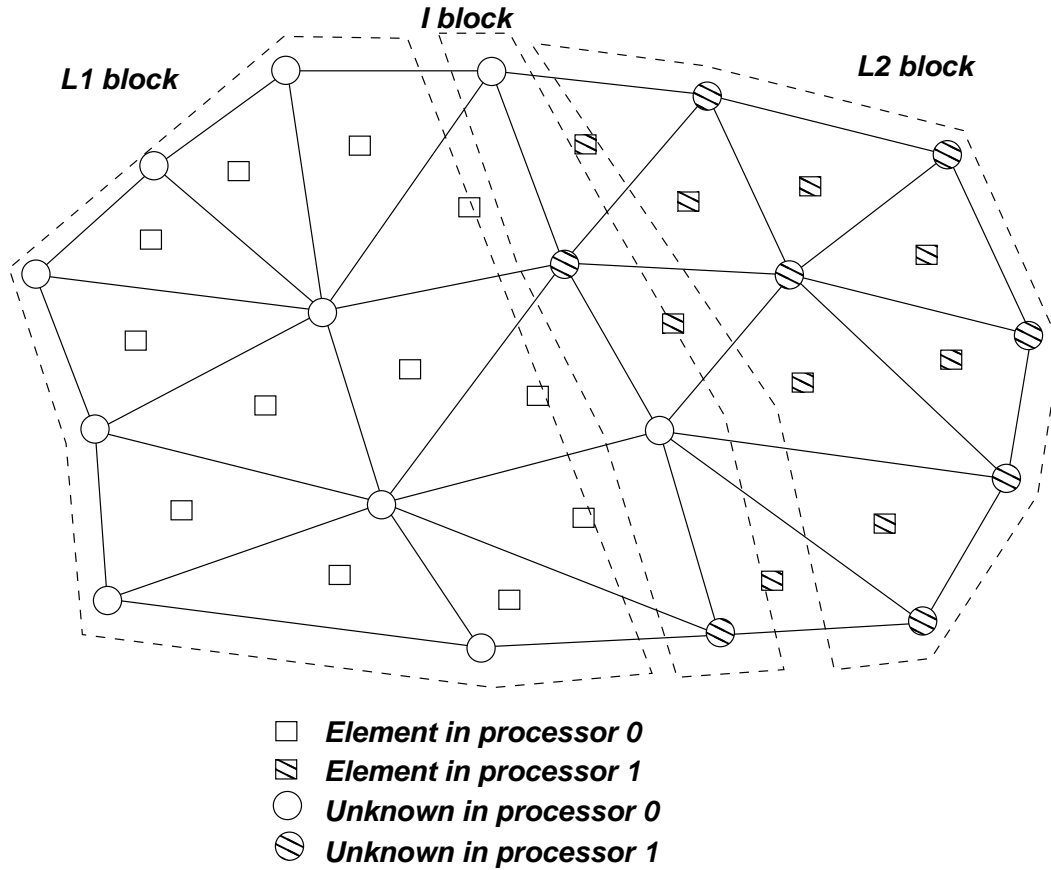 I block
L1 block
L2 block
Element in processor 0
Element in processor 1
Unknown in processor 0
Unknown in processor 1